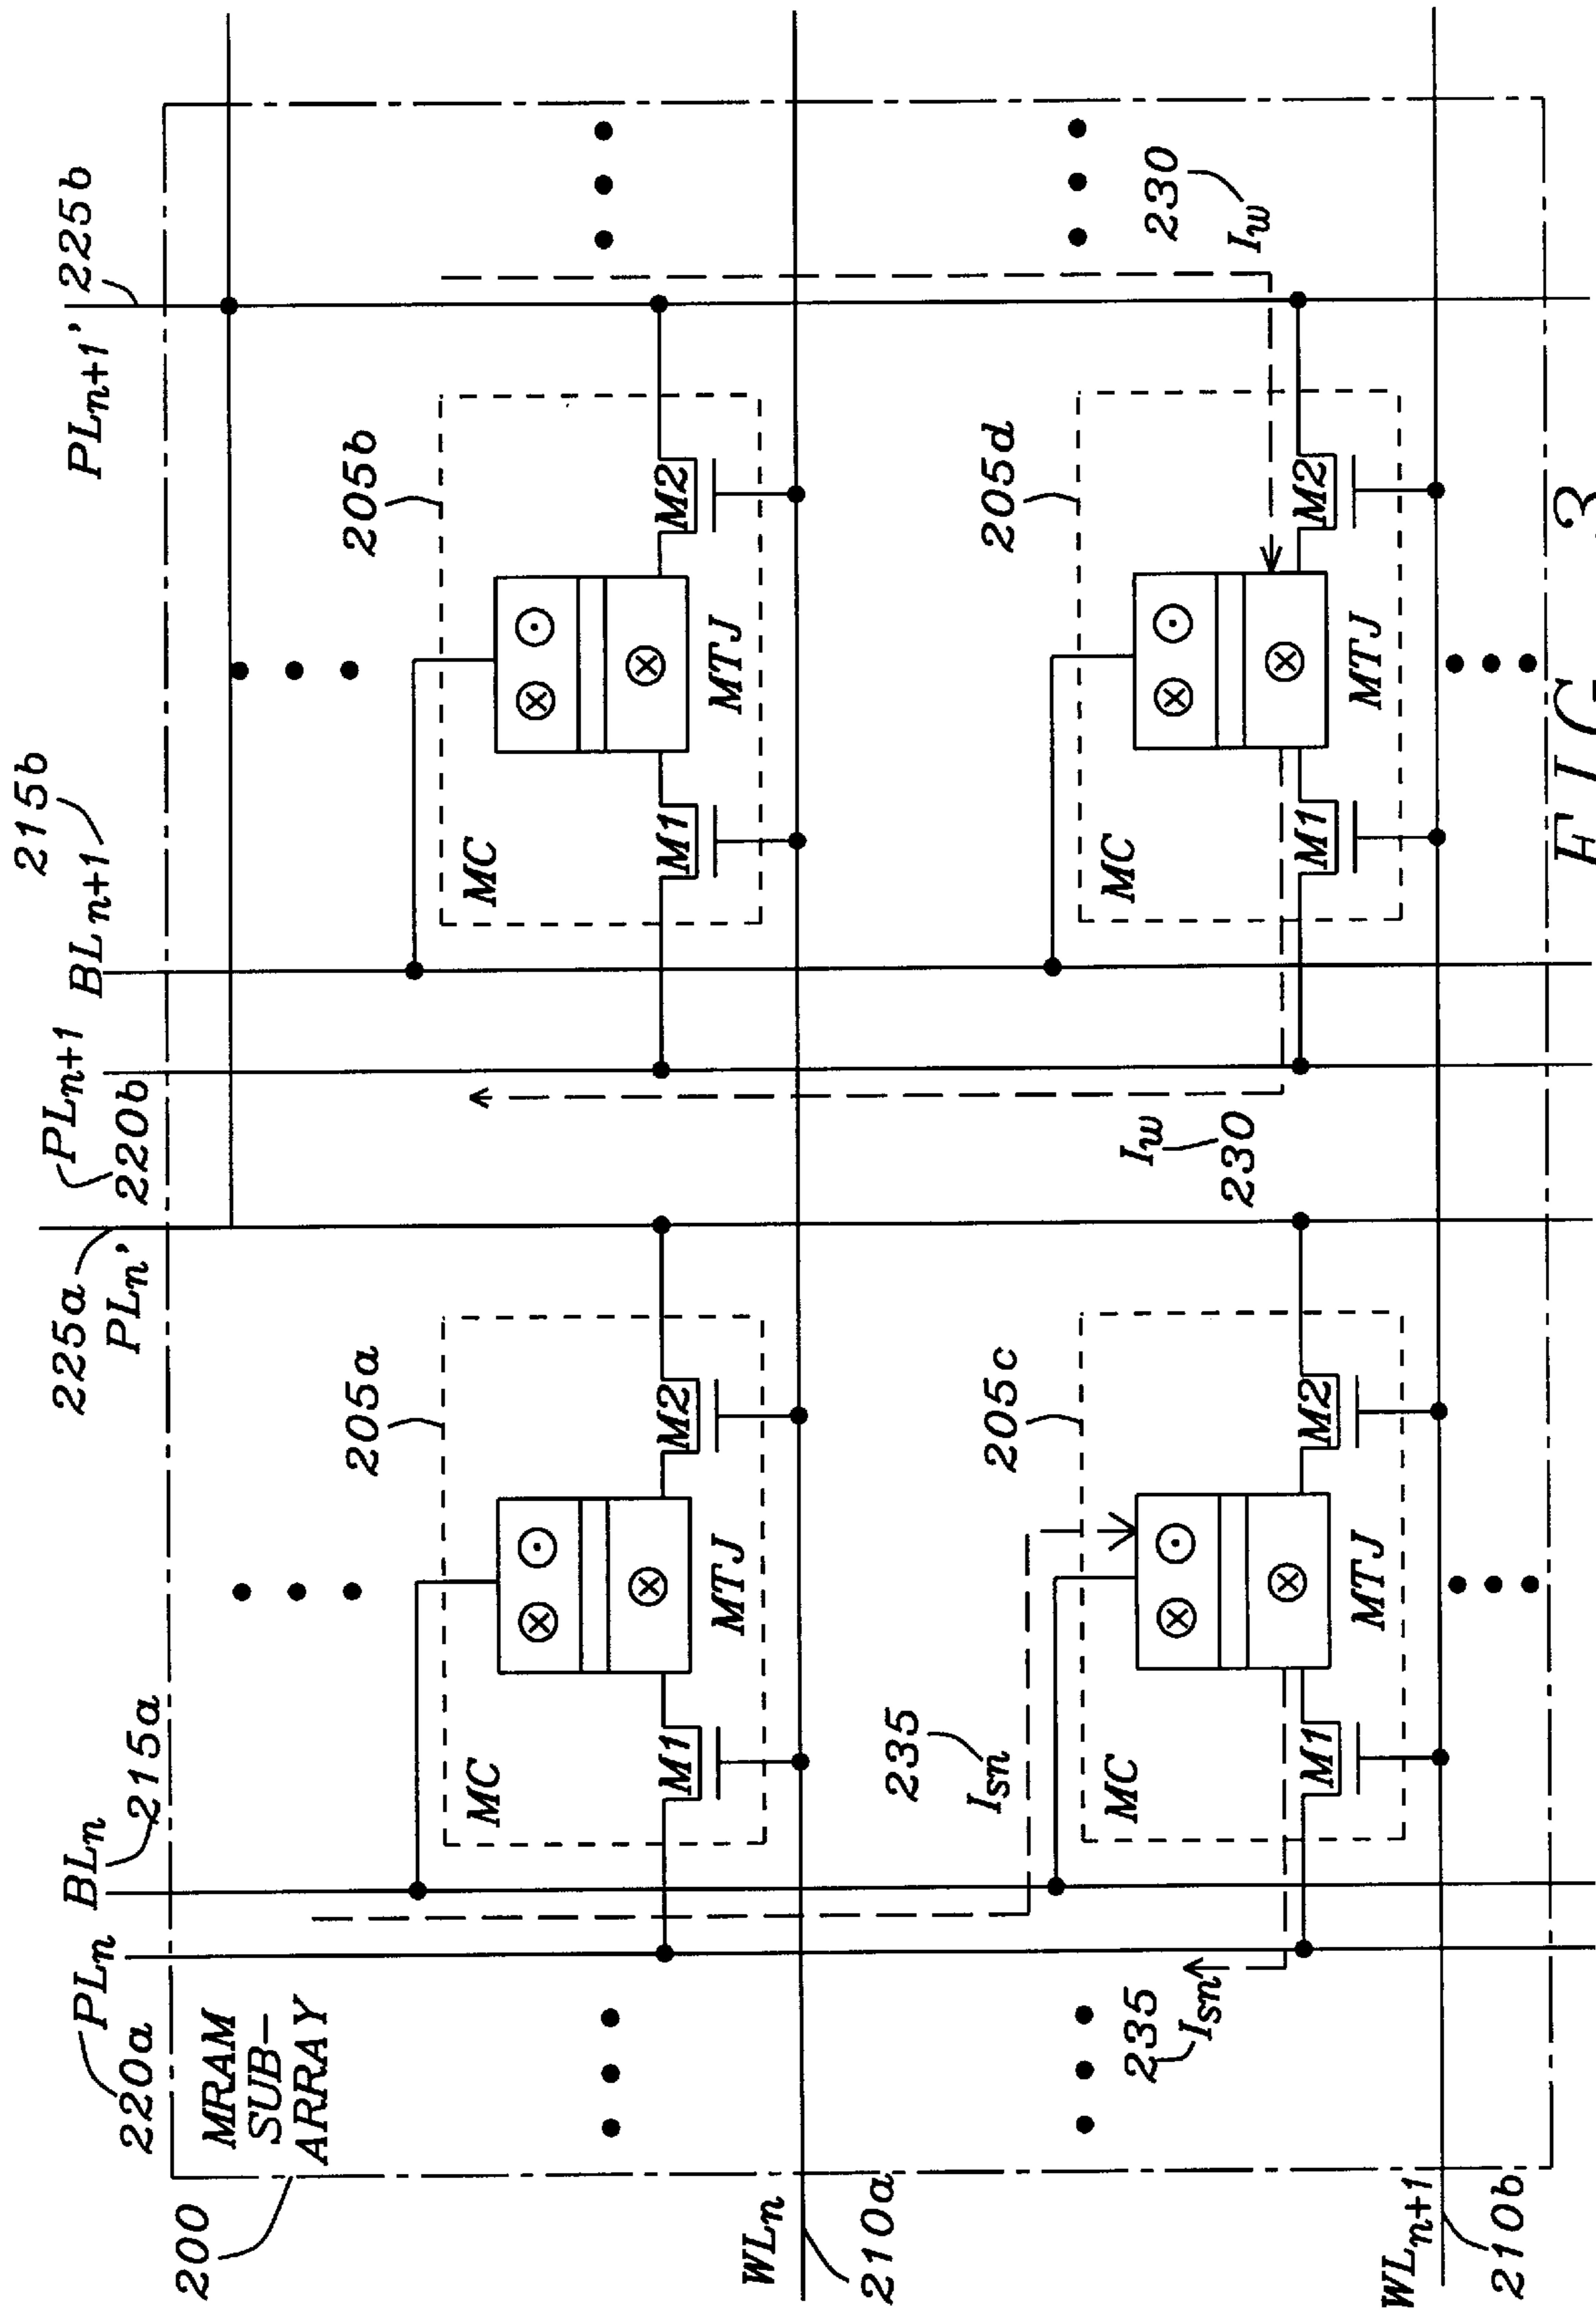 200
MRAM
SUB-
ARRAY
220a
PLn
BLn
215a
225a
PLn'
PLn+1
220b
BLn+1
215b
PLn+1'
225b
205a
MC
M1
MTJ
M2
205b
MC
M1
MTJ
M2
WLn
210a
235
Isn
235
Isn
205c
MC
M1
MTJ
M2
Iw
230
205d
MC
M1
MTJ
M2
230
Iw
WLn+1
210b
FIG. 3